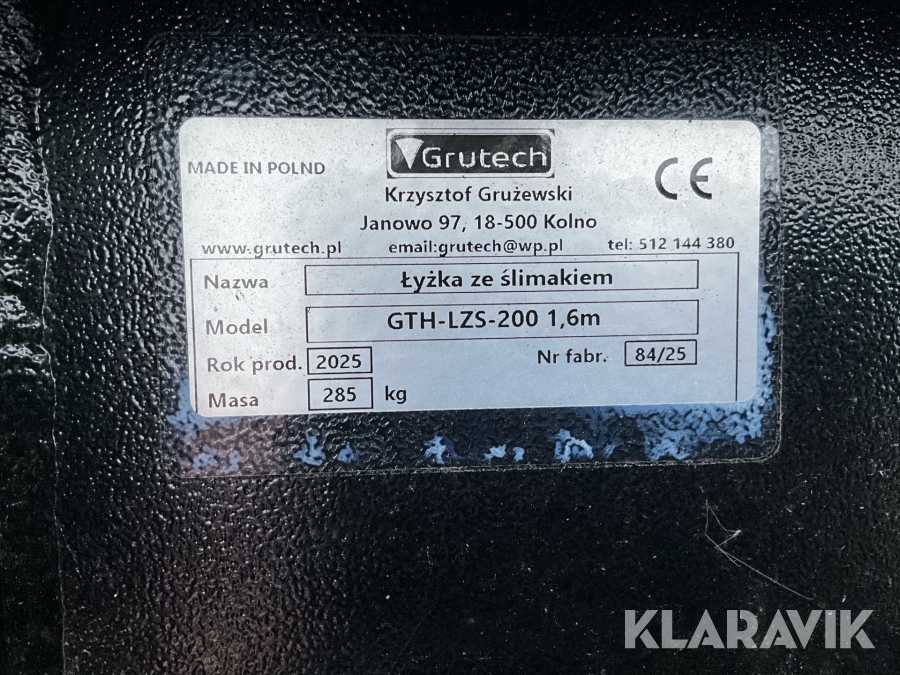 Grutech
MADE IN POLND
CE
Krzysztof Grużewski
Janowo 97, 18-500 Kolno
www.grutech.pl email:grutech@wp.pl tel: 512 144 380
Nazwa Łyżka ze ślimakiem
Model GTH-LZS-200 1,6m
Rok prod. 2025 Nr fabr. 84/25
Masa 285 kg
KLARAVIK